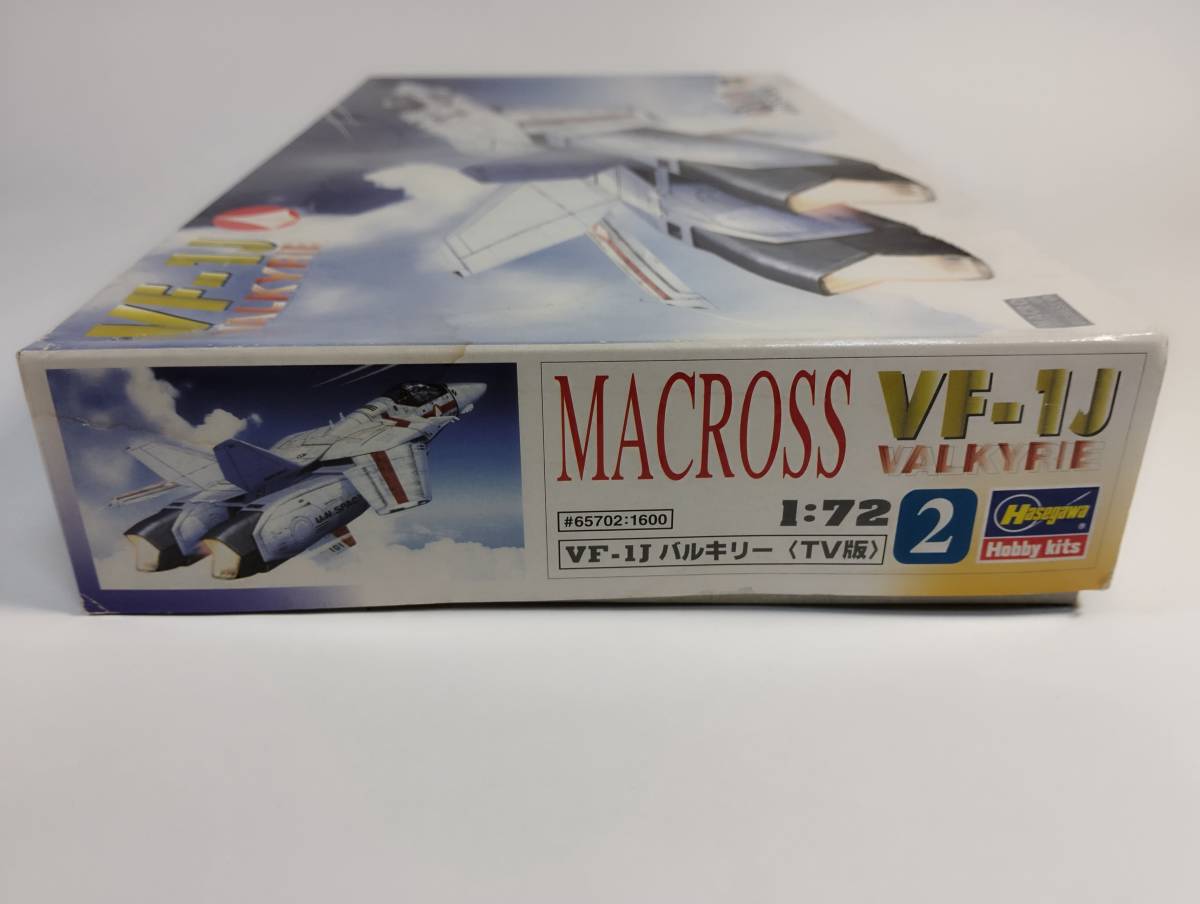 VF-1J
VALKYRIE
MACROSS
VF-1J
VALKYRIE
#65702:1600
1:72
2
Hasegawa
®
Hobby kits
VF-1J バルキリー 〈TV版〉
U.N.SPACY